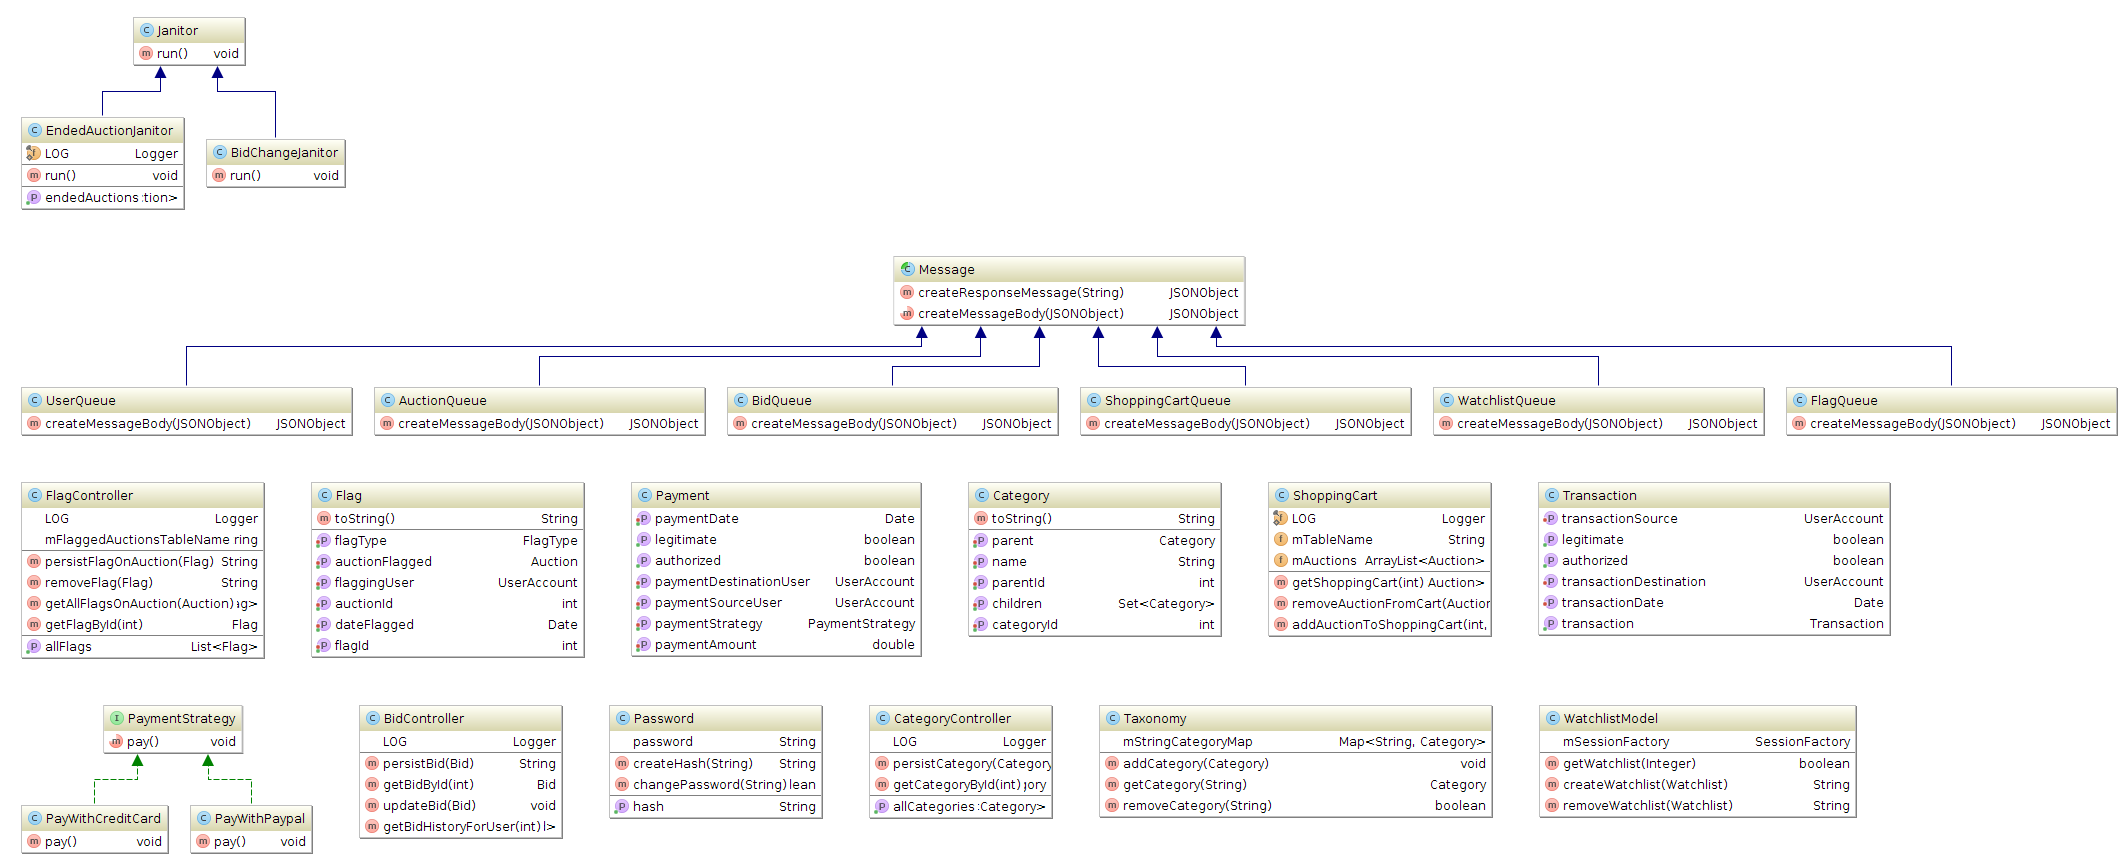 Janitor
run() void
EndedAuctionJanitor
LOG Logger
run() void
endedAuctions :tion>
BidChangeJanitor
run() void
Message
createResponseMessage(String) JSONObject
createMessageBody(JSONObject) JSONObject
UserQueue
createMessageBody(JSONObject) JSONObject
AuctionQueue
createMessageBody(JSONObject) JSONObject
BidQueue
createMessageBody(JSONObject) JSONObject
ShoppingCartQueue
createMessageBody(JSONObject) JSONObject
WatchlistQueue
createMessageBody(JSONObject) JSONObject
FlagQueue
createMessageBody(JSONObject) JSONObject
FlagController
LOG Logger
mFlaggedAuctionsTableName ring
persistFlagOnAuction(Flag) String
removeFlag(Flag) String
getAllFlagsOnAuction(Auction) g>
getFlagById(int) Flag
allFlags List<Flag>
Flag
toString() String
flagType FlagType
auctionFlagged Auction
flaggingUser UserAccount
auctionId int
dateFlagged Date
flagId int
Payment
paymentDate Date
legitimate boolean
authorized boolean
paymentDestinationUser UserAccount
paymentSourceUser UserAccount
paymentStrategy PaymentStrategy
paymentAmount double
Category
toString() String
parent Category
name String
parentId int
children Set<Category>
categoryId int
ShoppingCart
LOG Logger
mTableName String
mAuctions ArrayList<Auction>
getShoppingCart(int) Auction>
removeAuctionFromCart(Auction
addAuctionToShoppingCart(int,
Transaction
transactionSource UserAccount
legitimate boolean
authorized boolean
transactionDestination UserAccount
transactionDate Date
transaction Transaction
PaymentStrategy
pay() void
PayWithCreditCard
pay() void
PayWithPaypal
pay() void
BidController
LOG Logger
persistBid(Bid) String
getBidById(int) Bid
updateBid(Bid) void
getBidHistoryForUser(int) l>
Password
password String
createHash(String) String
changePassword(String) lean
hash String
CategoryController
LOG Logger
persistCategory(Category
getCategoryById(int) gory
allCategories :Category>
Taxonomy
mStringCategoryMap Map<String, Category>
addCategory(Category) void
getCategory(String) Category
removeCategory(String) boolean
WatchlistModel
mSessionFactory SessionFactory
getWatchlist(Integer) boolean
createWatchlist(Watchlist) String
removeWatchlist(Watchlist) String